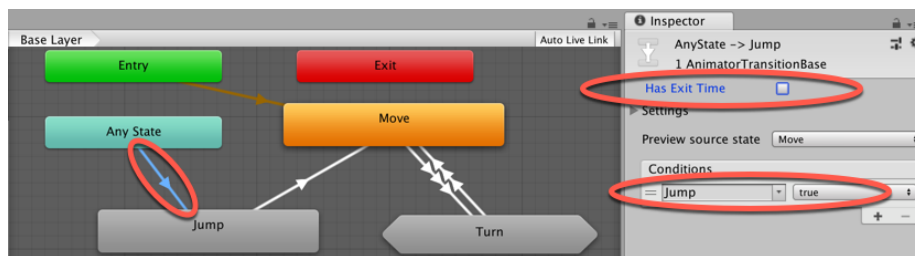 Base Layer
Auto Live Link
Entry
Exit
Any State
Move
Jump
Turn
Inspector
AnyState -> Jump
1 AnimatorTransitionBase
Has Exit Time
Settings
Preview source state Move
Conditions
Jump true
+ −